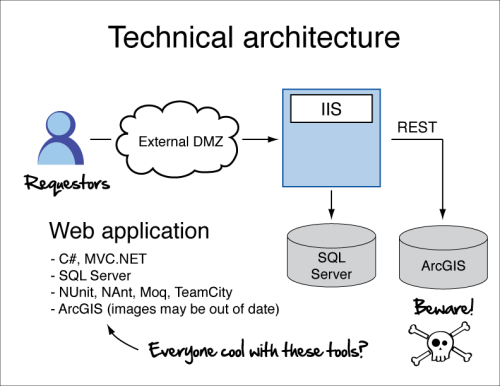 Technical architecture
IIS
REST
External DMZ
Requestors
Web application
- C#, MVC.NET
- SQL Server
- NUnit, NAnt, Moq, TeamCity
- ArcGIS (images may be out of date)
SQL
Server
ArcGIS
Beware!
Everyone cool with these tools?